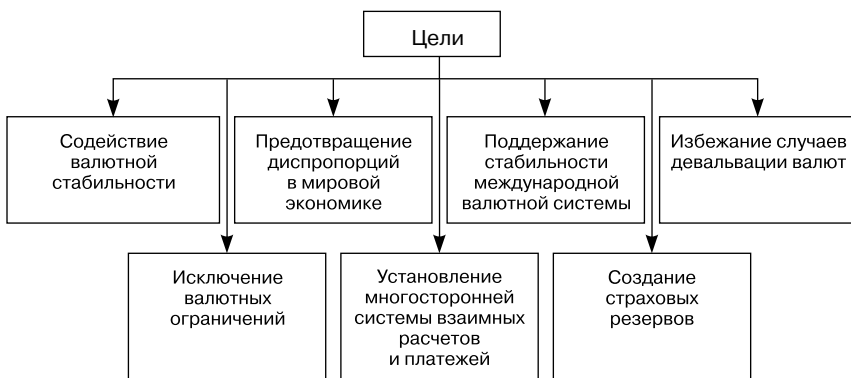 Цели
Содействие
валютной
стабильности
Предотвращение
диспропорций
в мировой
экономике
Поддержание
стабильности
международной
валютной системы
Избежание случаев
девальвации валют
Исключение
валютных
ограничений
Установление
многосторонней
системы взаимных
расчетов
и платежей
Создание
страховых
резервов